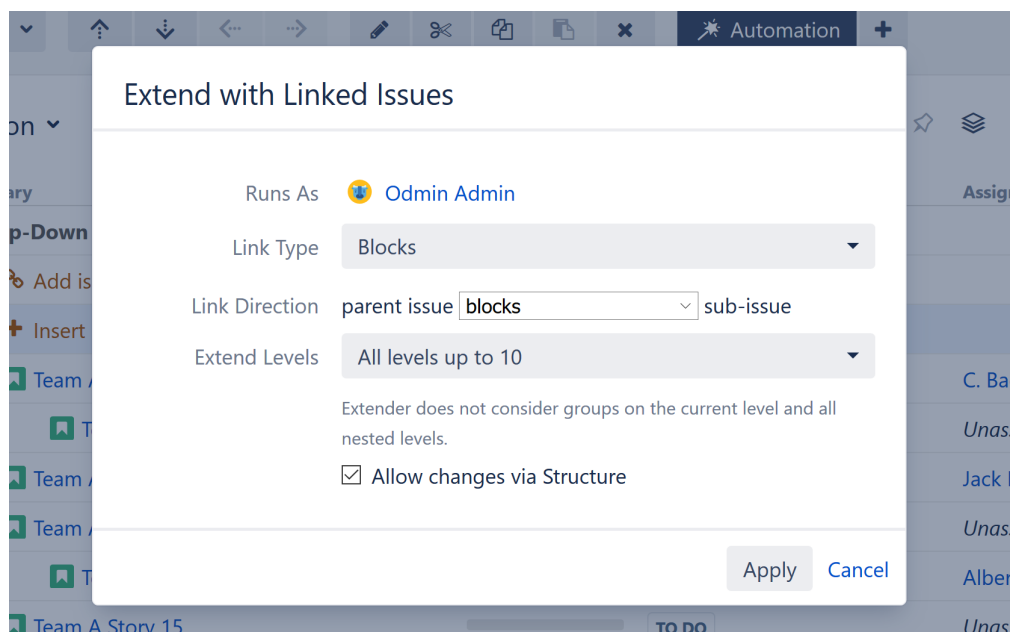 Automation
Extend with Linked Issues
on
ary
Assig
Runs As Odmin Admin
p-Down
Link Type Blocks
Add is
Link Direction parent issue blocks sub-issue
Insert
Extend Levels All levels up to 10
Team A
C. Ba
Extender does not consider groups on the current level and all
nested levels.
T
Unas
Allow changes via Structure
Team A
Jack
Team A
Unas
T
Apply Cancel
Alber
Team A Story 15
TO DO
Unas